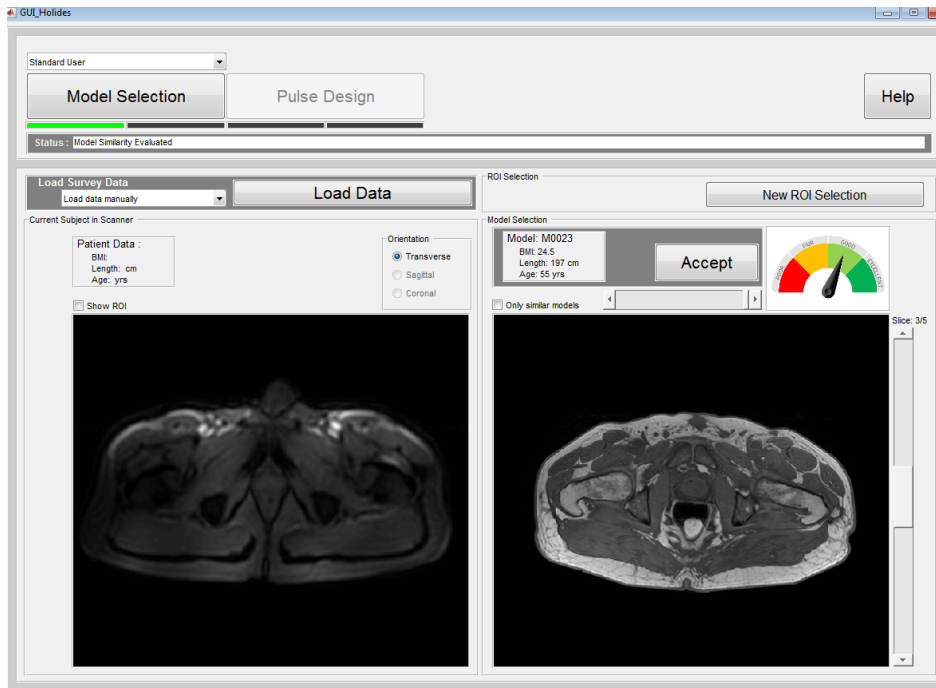 GUI_Holides
Standard User
Model Selection
Pulse Design
Help
Status :
Model Similarity Evaluated
Load Survey Data
Load data manually
Load Data
ROI Selection
New ROI Selection
Current Subject in Scanner
Patient Data :
BMI:
Length: cm
Age: yrs
Orientation
Transverse
Sagittal
Coronal
Show ROI
Model Selection
Model: M0023
BMI: 24.5
Length: 197 cm
Age: 55 yrs
Accept
POOR
FAIR
GOOD
EXCELLENT
Only similar models
Slice: 3/5